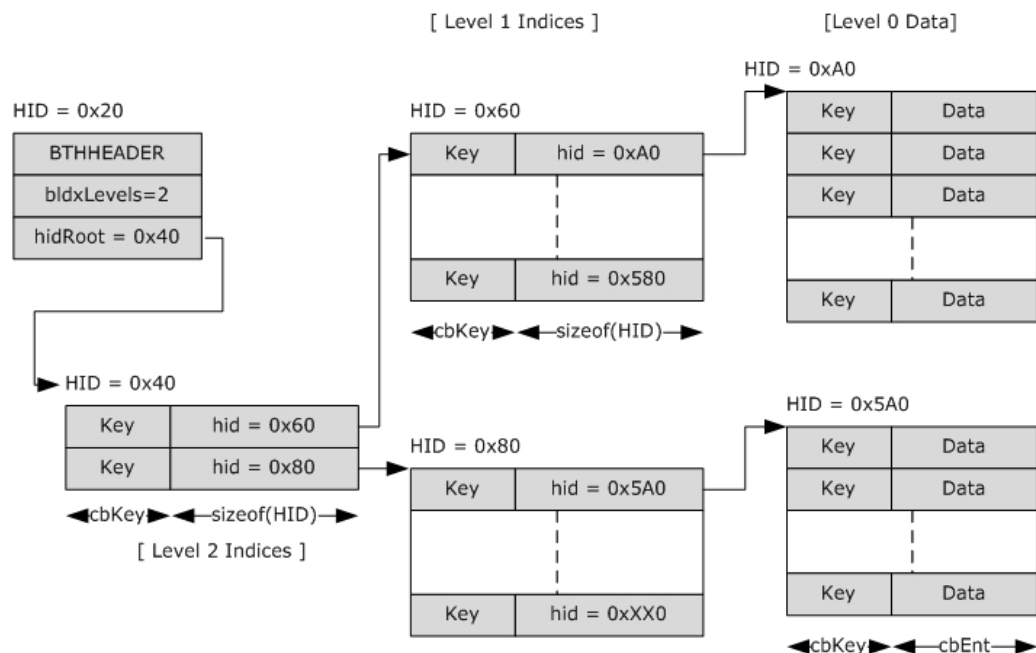 [ Level 1 Indices ]
[Level 0 Data]
HID = 0x20
BTHHEADER
bldxLevels=2
hidRoot = 0x40
HID = 0x40
Key hid = 0x60
Key hid = 0x80
cbKey sizeof(HID)
[ Level 2 Indices ]
HID = 0x60
Key hid = 0xA0
Key hid = 0x580
cbKey sizeof(HID)
HID = 0x80
Key hid = 0x5A0
Key hid = 0xXX0
HID = 0xA0
Key Data
Key Data
Key Data
Key Data
HID = 0x5A0
Key Data
Key Data
Key Data
cbKey cbEnt